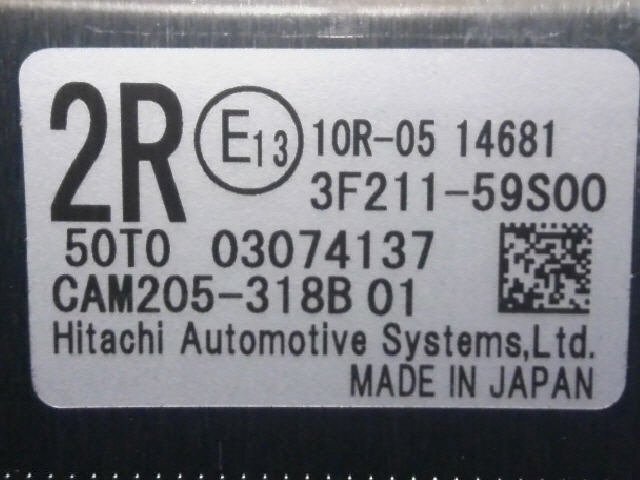 2R E13 10R-05 14681
3F211-59S00
50T0 03074137
CAM205-318B 01
Hitachi Automotive Systems,Ltd.
MADE IN JAPAN